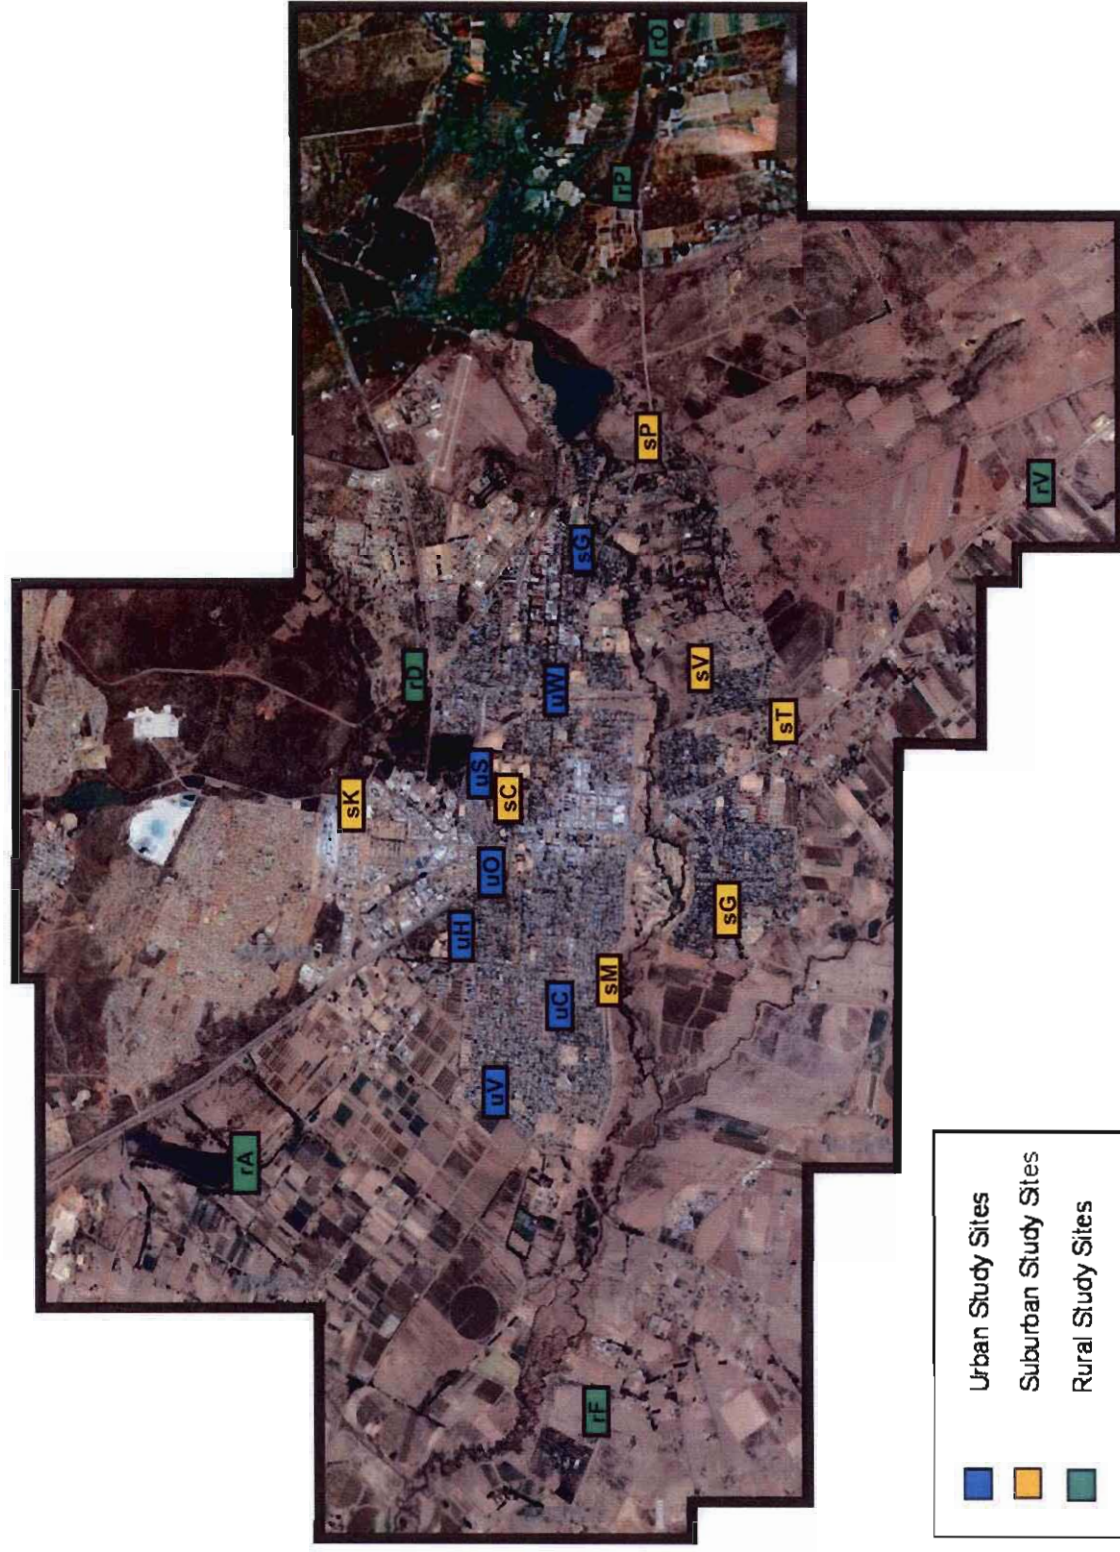 rA
sK
rD
uH
uS
uO
uV
sC
uW
uC
sG
rF
sM
rP
sP
rO
sV
sG
sT
rV
Urban Study Sites
Suburban Study Sites
Rural Study Sites